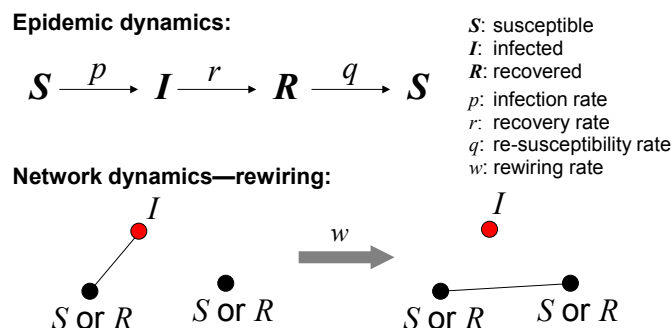 Epidemic dynamics:
S p I r R q S
S: susceptible
I: infected
R: recovered
p: infection rate
r: recovery rate
q: re-susceptibility rate
w: rewiring rate
Network dynamics—rewiring:
I
S or R
S or R
w
I
S or R
S or R